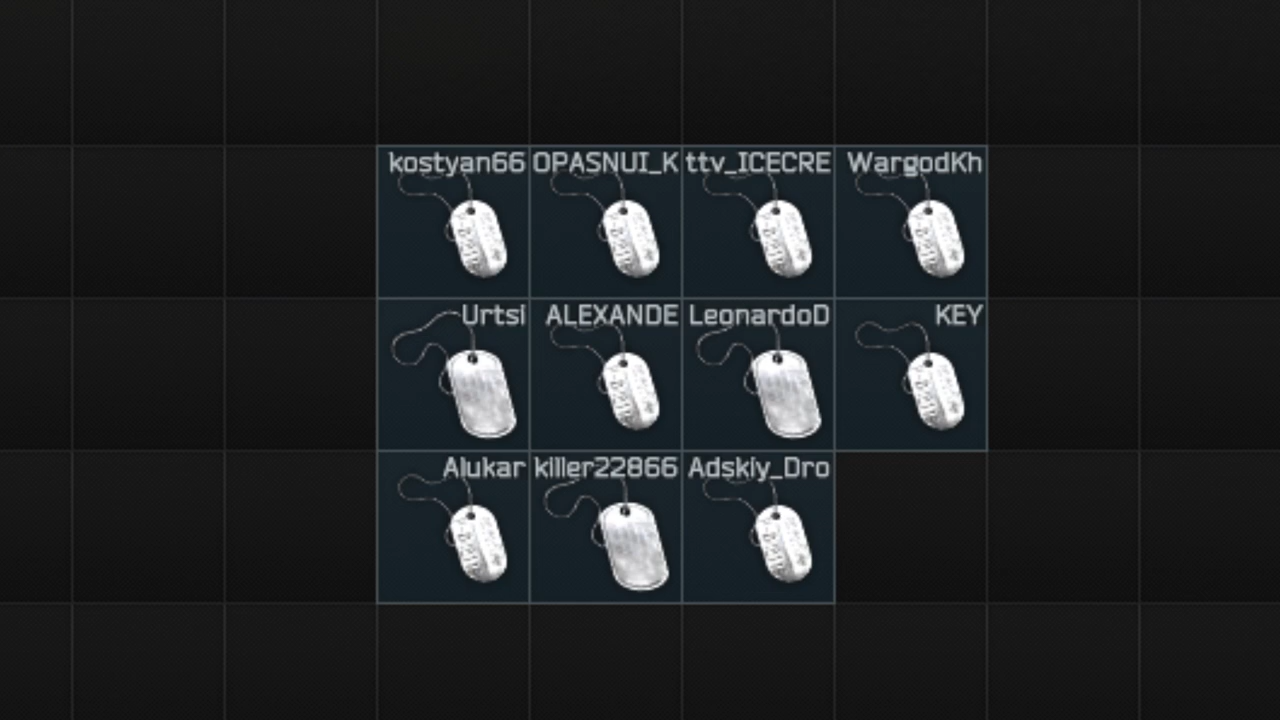 kostyan66 OPASNUI_K ttv_ICECRE WargodKh
Urtsi ALEXANDE LeonardoD KEY
Alukar killer22866 Adskiy_Dro